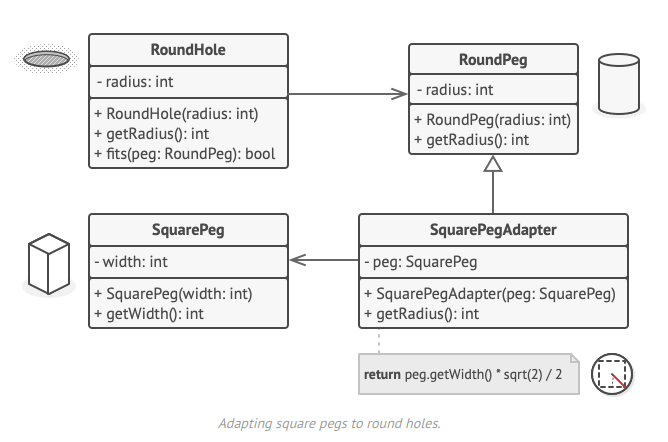 RoundHole
- radius: int
+ RoundHole(radius: int)
+ getRadius(): int
+ fits(peg: RoundPeg): bool
RoundPeg
- radius: int
+ RoundPeg(radius: int)
+ getRadius(): int
SquarePeg
- width: int
+ SquarePeg(width: int)
+ getWidth(): int
SquarePegAdapter
- peg: SquarePeg
+ SquarePegAdapter(peg: SquarePeg)
+ getRadius(): int
return peg.getWidth() * sqrt(2) / 2
Adapting square pegs to round holes.